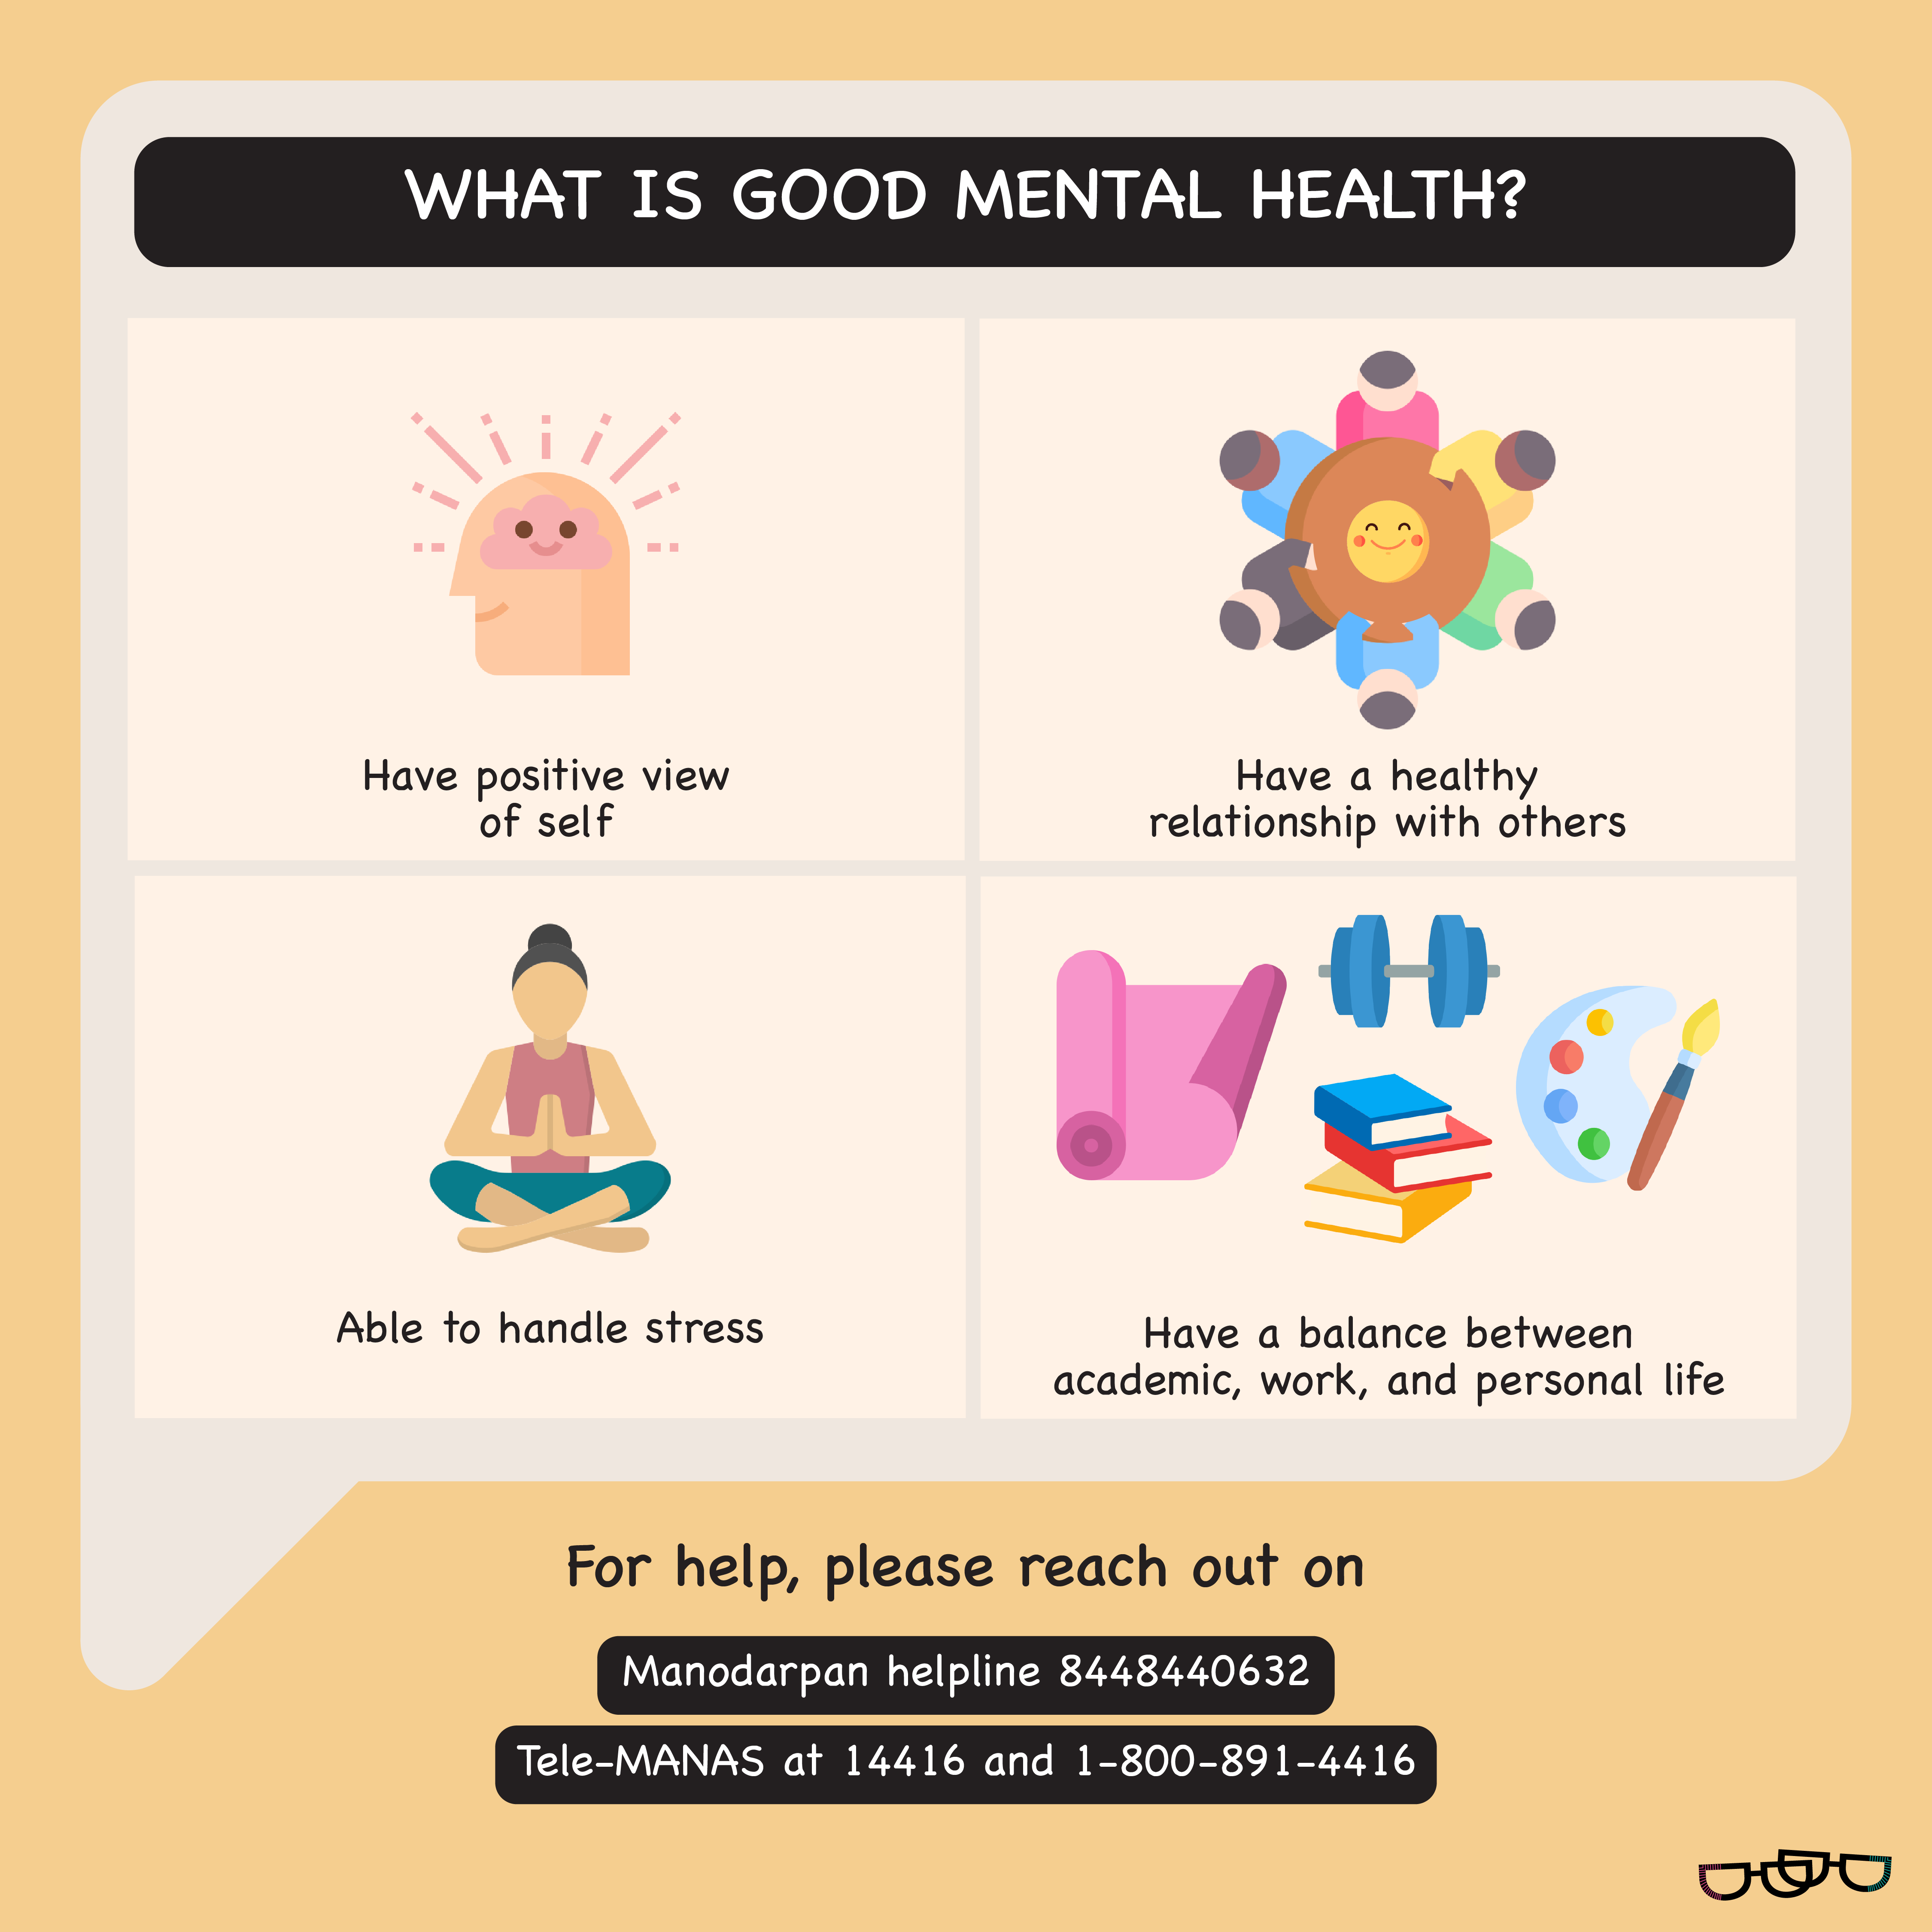 WHAT IS GOOD MENTAL HEALTH?
Have positive view
of self
Have a healthy
relationship with others
Able to handle stress
Have a balance between
academic, work, and personal life
For help, please reach out on
Manodarpan helpline 8448440632
Tele-MANAS at 14416 and 1-800-891-4416